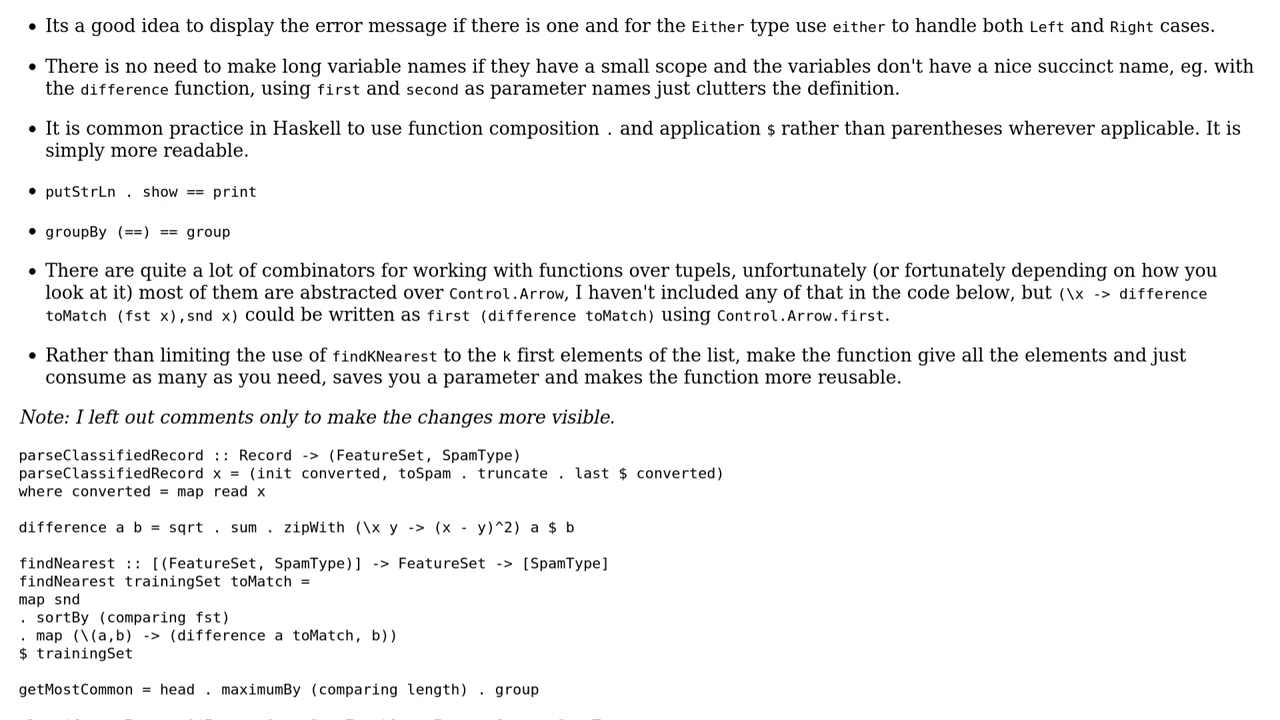 Its a good idea to display the error message if there is one and for the Either type use either to handle both Left and Right cases.
There is no need to make long variable names if they have a small scope and the variables don't have a nice succinct name, eg. with
the difference function, using first and second as parameter names just clutters the definition.
It is common practice in Haskell to use function composition . and application $ rather than parentheses wherever applicable. It is
simply more readable.
putStrLn . show == print
groupBy (==) == group
There are quite a lot of combinators for working with functions over tupels, unfortunately (or fortunately depending on how you
look at it) most of them are abstracted over Control.Arrow, I haven't included any of that in the code below, but (\x -> difference
toMatch (fst x),snd x) could be written as first (difference toMatch) using Control.Arrow.first.
Rather than limiting the use of findKNearest to the k first elements of the list, make the function give all the elements and just
consume as many as you need, saves you a parameter and makes the function more reusable.
Note: I left out comments only to make the changes more visible.
parseClassifiedRecord :: Record -> (FeatureSet, SpamType)
parseClassifiedRecord x = (init converted, toSpam . truncate . last $ converted)
where converted = map read x
difference a b = sqrt . sum . zipWith (\x y -> (x - y)^2) a $ b
findNearest :: [(FeatureSet, SpamType)] -> FeatureSet -> [SpamType]
findNearest trainingSet toMatch =
map snd
. sortBy (comparing fst)
. map (\(a,b) -> (difference a toMatch, b))
$ trainingSet
getMostCommon = head . maximumBy (comparing length) . group